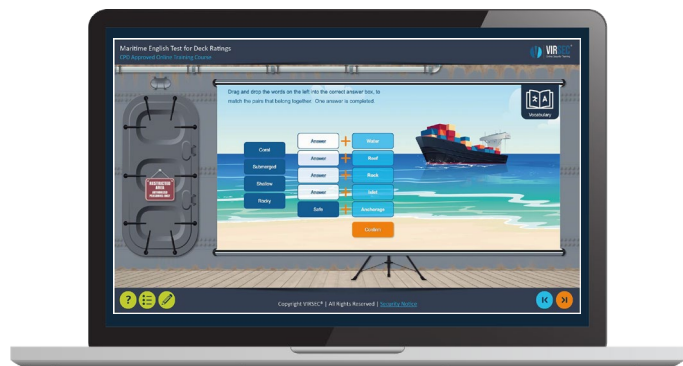 Maritime English Test for Deck Ratings
CPD Approved Online Training Course
VIRSEC
Drag and drop the words on the left into the correct answer box, to
match the pairs that belong together. One answer is completed.
Vocabulary
Coral
Submerged
Shallow
Rocky
Answer + Water
Answer + Reef
Answer + Rock
Answer + Inlet
Safe + Anchorage
Confirm
RESTRICTED
AREA
AUTHORIZED
PERSONNEL ONLY
Copyright VIRSEC® | All Rights Reserved | Security Notice